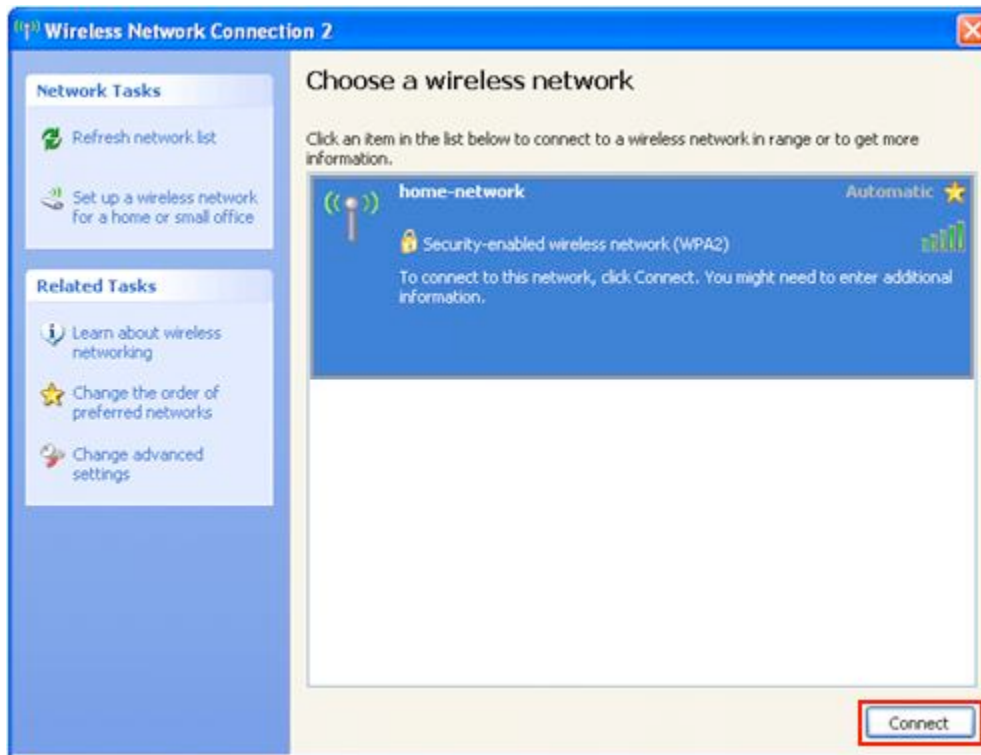 Wireless Network Connection 2
Network Tasks
Refresh network list
Set up a wireless network
for a home or small office
Related Tasks
Learn about wireless
networking
Change the order of
preferred networks
Change advanced
settings
Choose a wireless network
Click an item in the list below to connect to a wireless network in range or to get more
information.
home-network
Automatic
Security-enabled wireless network (WPA2)
To connect to this network, click Connect. You might need to enter additional
information.
Connect